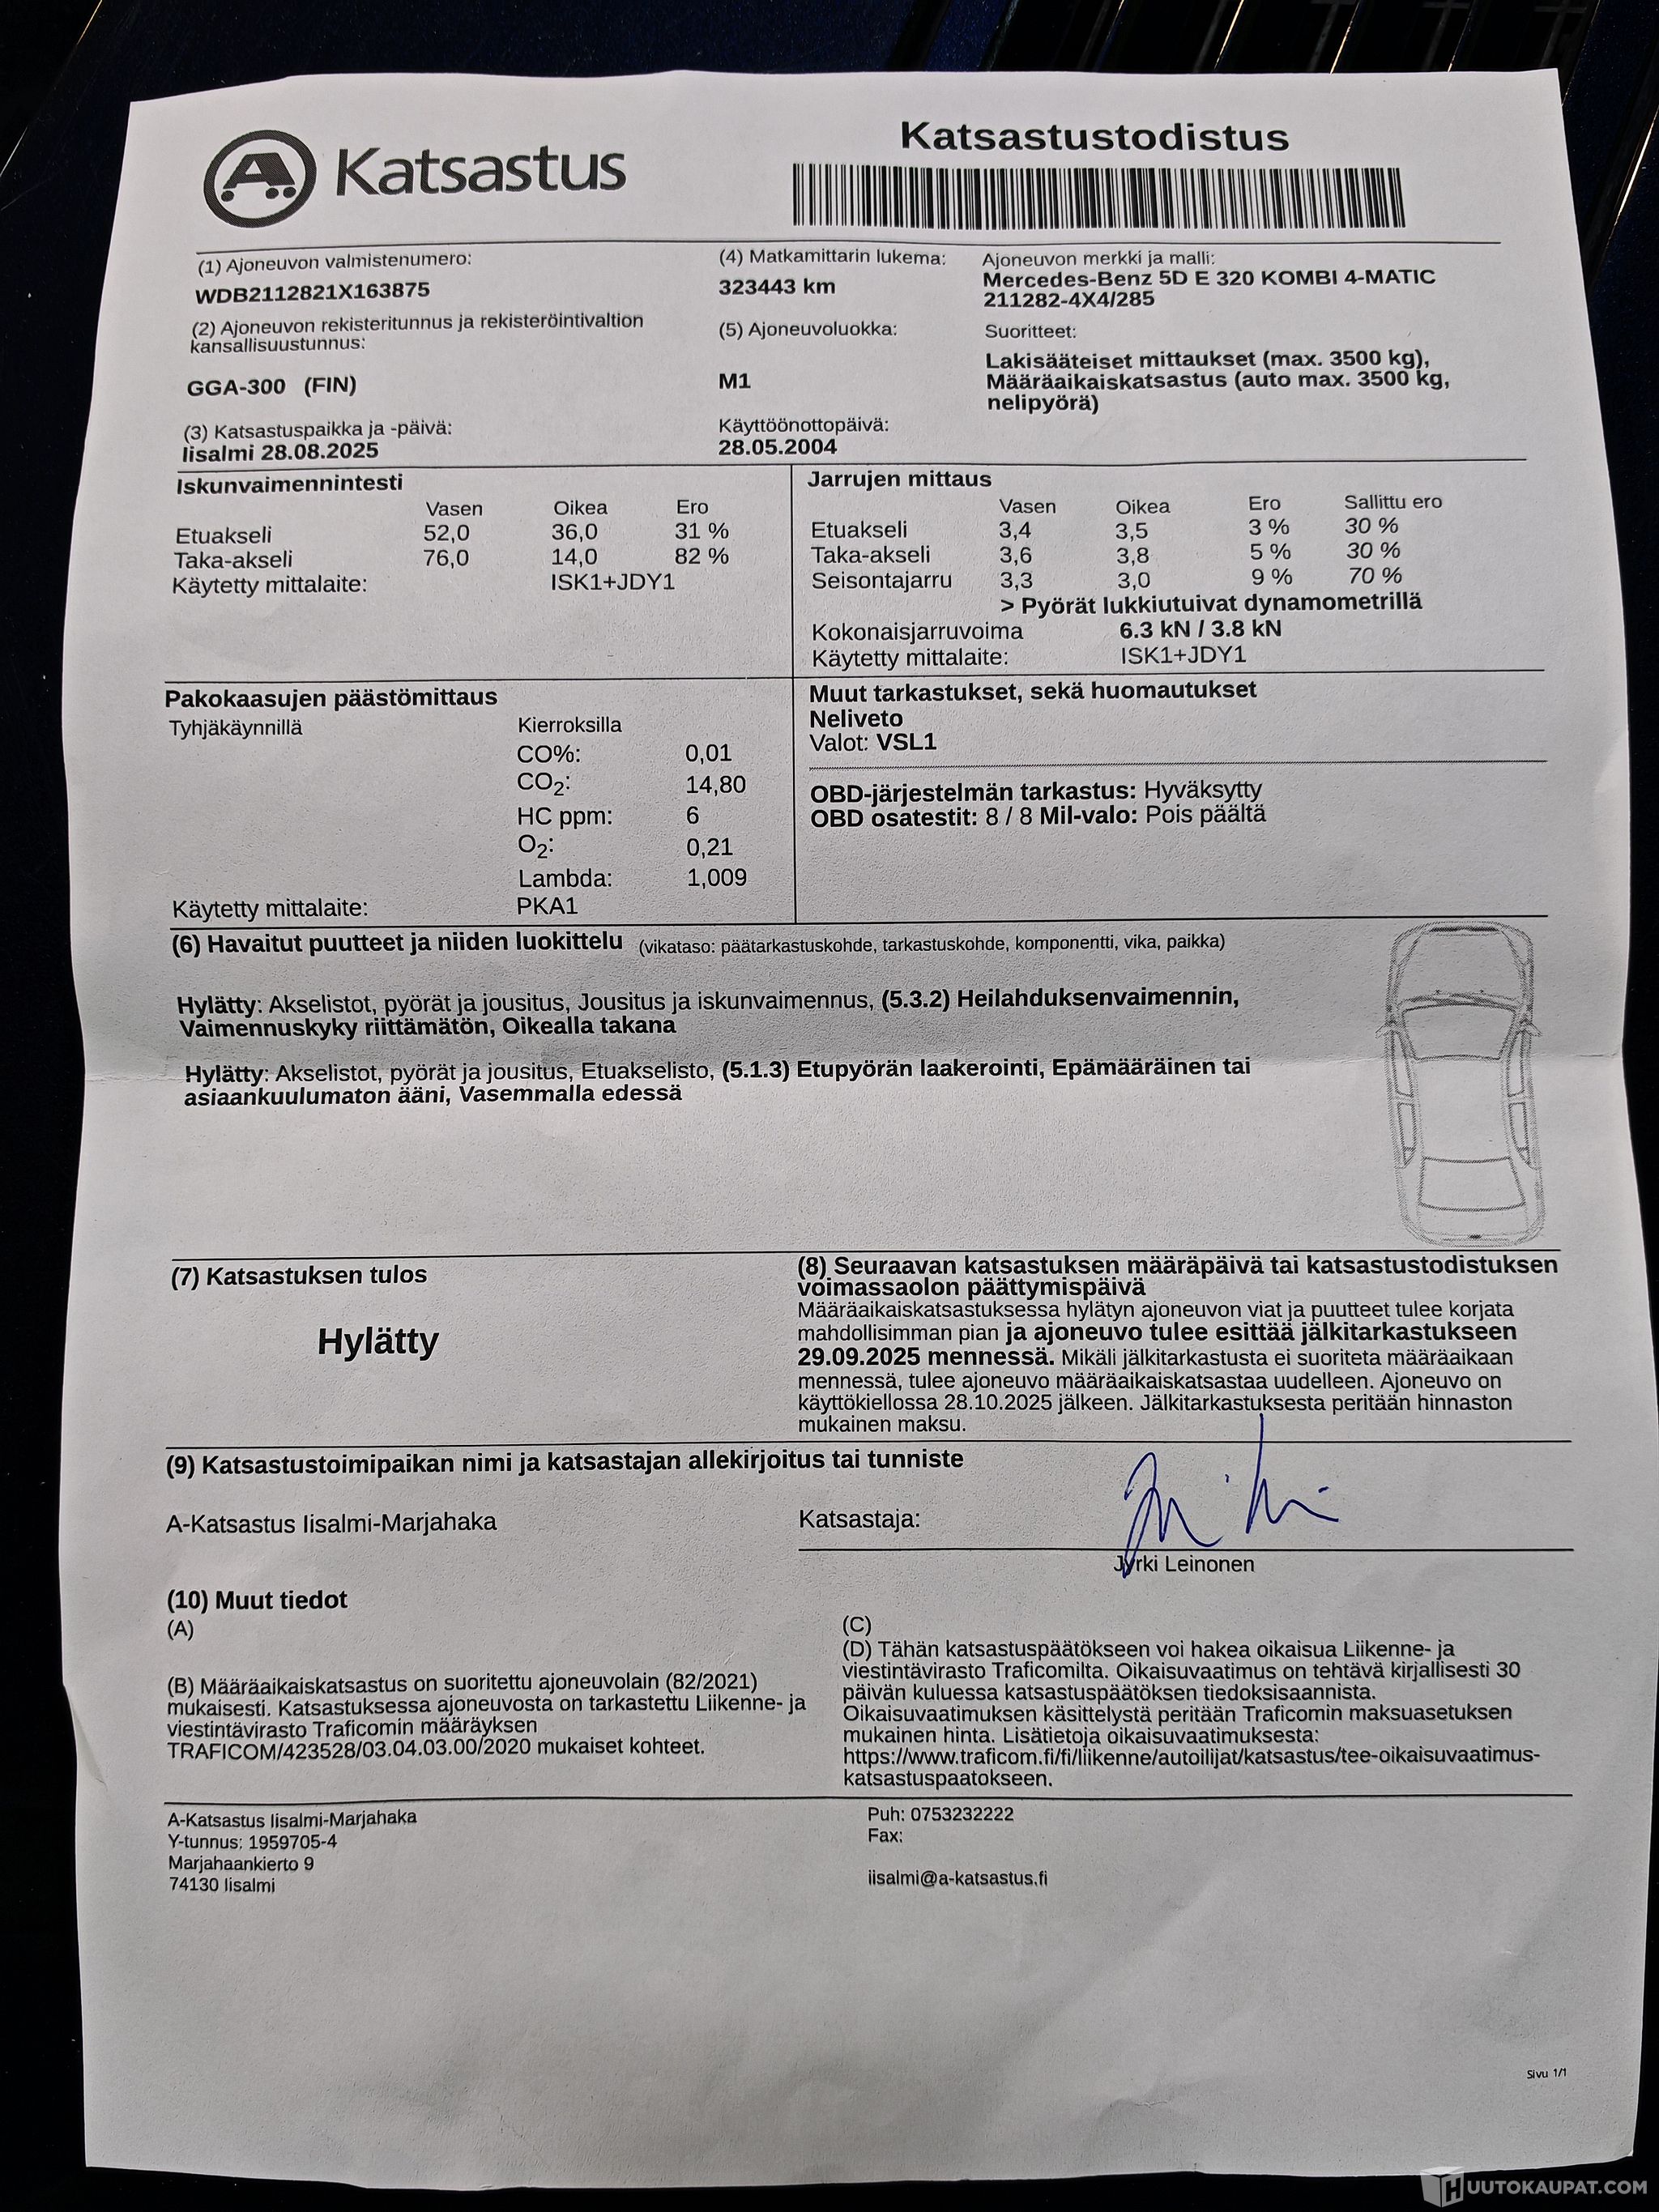 A Katsastus
Katsastustodistus
(1) Ajoneuvon valmistenumero:
WDB2112821X163875
(4) Matkamittarin lukema:
323443 km
Ajoneuvon merkki ja malli:
Mercedes-Benz 5D E 320 KOMBI 4-MATIC
211282-4X4/285
(2) Ajoneuvon rekisteritunnus ja rekisteröintivaltion
kansallisuustunnus:
GGA-300 (FIN)
(5) Ajoneuvoluokka:
M1
Suoritteet:
Lakisääteiset mittaukset (max. 3500 kg),
Määräaikaiskatsastus (auto max. 3500 kg,
nelipyörä)
(3) Katsastuspaikka ja -päivä:
Iisalmi 28.08.2025
Käyttöönottopäivä:
28.05.2004
Iskunvaimennintesti
Vasen Oikea Ero
Etuakseli 52,0 36,0 31 %
Taka-akseli 76,0 14,0 82 %
Käytetty mittalaite: ISK1+JDY1
Jarrujen mittaus
Vasen Oikea Ero Sallittu ero
Etuakseli 3,4 3,5 3 % 30 %
Taka-akseli 3,6 3,8 5 % 30 %
Seisontajarru 3,3 3,0 9 % 70 %
> Pyörät lukkiutuivat dynamometrillä
Kokonaisjarruvoima 6.3 kN / 3.8 kN
Käytetty mittalaite: ISK1+JDY1
Pakokaasujen päästömittaus
Tyhjäkäynnillä Kierroksilla
CO%: 0,01
CO2: 14,80
HC ppm: 6
O2: 0,21
Lambda: 1,009
Käytetty mittalaite: PKA1
Muut tarkastukset, sekä huomautukset
Neliveto
Valot: VSL1
OBD-järjestelmän tarkastus: Hyväksytty
OBD osatestit: 8 / 8 Mil-valo: Pois päältä
(6) Havaitut puutteet ja niiden luokittelu (vikataso: päätarkastuskohde, tarkastuskohde, komponentti, vika, paikka)
Hylätty: Akselistot, pyörät ja jousitus, Jousitus ja iskunvaimennus, (5.3.2) Heilahduksenvaimennin,
Vaimennuskyky riittämätön, Oikealla takana
Hylätty: Akselistot, pyörät ja jousitus, Etuakselisto, (5.1.3) Etupyörän laakerointi, Epämääräinen tai
asiaankuulumaton ääni, Vasemmalla edessä
(7) Katsastuksen tulos
Hylätty
(8) Seuraavan katsastuksen määräpäivä tai katsastustodistuksen
voimassaolon päättymispäivä
Määräaikaiskatsastuksessa hylätyn ajoneuvon viat ja puutteet tulee korjata
mahdollisimman pian ja ajoneuvo tulee esittää jälkitarkastukseen
29.09.2025 mennessä. Mikäli jälkitarkastusta ei suoriteta määräaikaan
mennessä, tulee ajoneuvo määräaikaiskatsastaa uudelleen. Ajoneuvo on
käyttökiellossa 28.10.2025 jälkeen. Jälkitarkastuksesta peritään hinnaston
mukainen maksu.
(9) Katsastustoimipaikan nimi ja katsastajan allekirjoitus tai tunniste
A-Katsastus Iisalmi-Marjahaka
Katsastaja:
Jyrki Leinonen
(10) Muut tiedot
(A)
(B) Määräaikaiskatsastus on suoritettu ajoneuvolain (82/2021)
mukaisesti. Katsastuksessa ajoneuvosta on tarkastettu Liikenne- ja
viestintävirasto Traficomin määräyksen
TRAFICOM/423528/03.04.03.00/2020 mukaiset kohteet.
(C)
(D) Tähän katsastuspäätökseen voi hakea oikaisua Liikenne- ja
viestintävirasto Traficomilta. Oikaisuvaatimus on tehtävä kirjallisesti 30
päivän kuluessa katsastuspäätöksen tiedoksisaannista.
Oikaisuvaatimuksen käsittelystä peritään Traficomin maksuasetuksen
mukainen hinta. Lisätietoja oikaisuvaatimuksesta:
https://www.traficom.fi/fi/liikenne/autoilijat/katsastus/tee-oikaisuvaatimus-
katsastuspaatokseen.
A-Katsastus Iisalmi-Marjahaka
Y-tunnus: 1959705-4
Marjahaankierto 9
74130 Iisalmi
Puh: 0753232222
Fax:
iisalmi@a-katsastus.fi
Sivu 1/1
HUUTOKAUPAT.COM